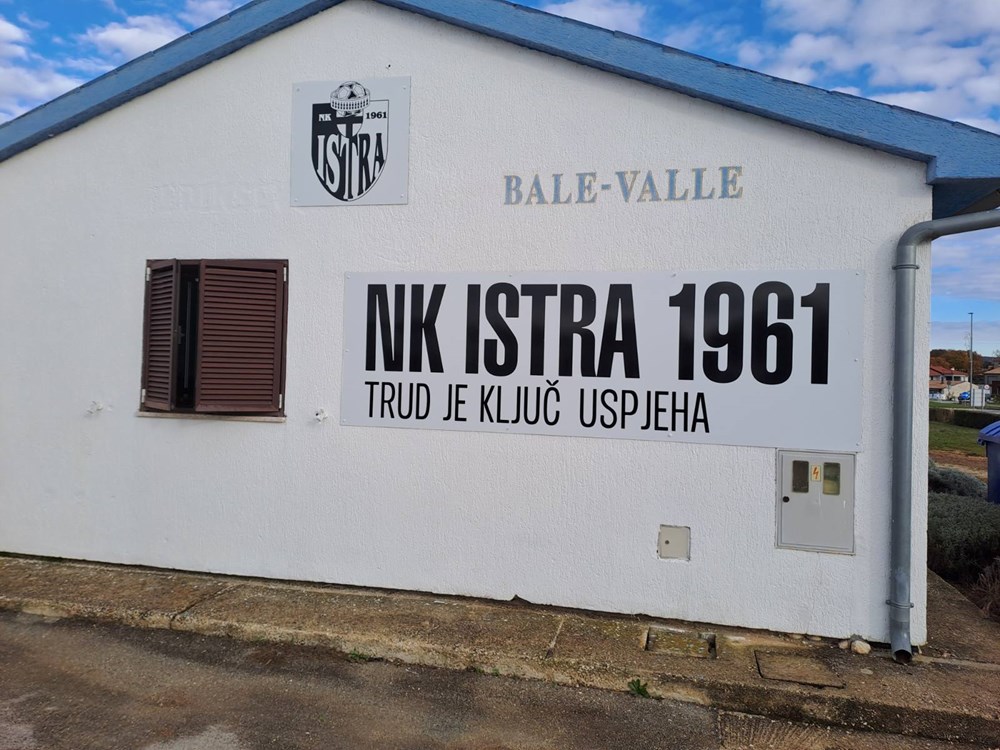 NK 1961
ISTRA
BALE-VALLE
NK ISTRA 1961
TRUD JE KLJUČ USPJEHA